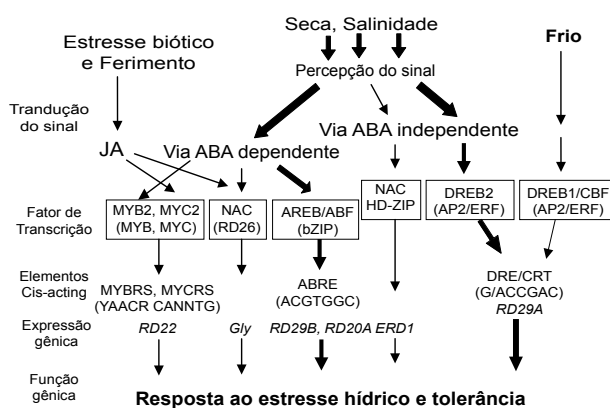 Seca, Salinidade
Estresse biótico
e Ferimento
Frio
Percepção do sinal
Trandução
do sinal
JA
Via ABA dependente
Via ABA independente
Fator de
Transcrição
MYB2, MYC2
(MYB, MYC)
NAC
(RD26)
AREB/ABF
(bZIP)
NAC
HD-ZIP
DREB2
(AP2/ERF)
DREB1/CBF
(AP2/ERF)
Elementos
Cis-acting
MYBRS, MYCRS
(YAACR CANNTG)
ABRE
(ACGTGGC)
DRE/CRT
(G/ACCGAC)
RD29A
Expressão
gênica
RD22
Gly
RD29B, RD20A ERD1
Função
gênica
Resposta ao estresse hídrico e tolerância